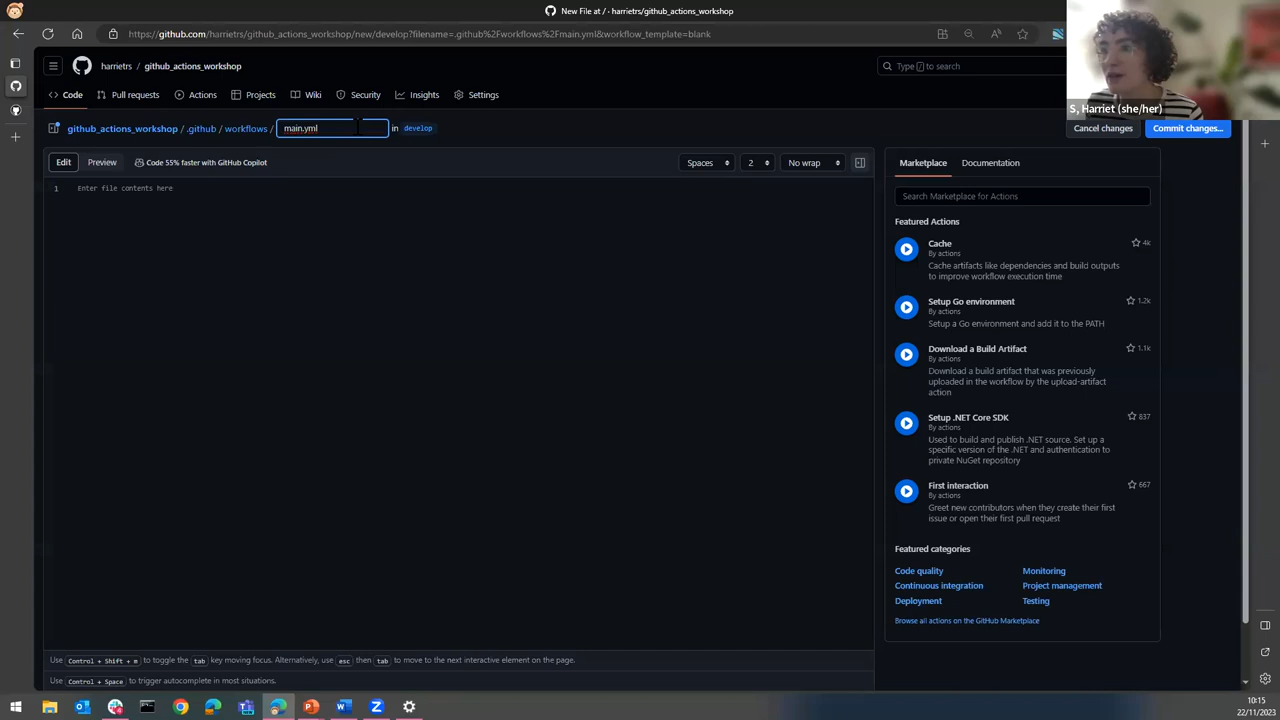 New File at / · harrietrs/github_actions_workshop
https://github.com/harrietrs/github_actions_workshop/new/develop?filename=.github%2Fworkflows%2Fmain.yml&workflow_template=blank
harrietrs / github_actions_workshop
Type / to search
S, Harriet (she/her)
Code
Pull requests
Actions
Projects
Wiki
Security
Insights
Settings
github_actions_workshop / .github / workflows / main.yml in develop
Cancel changes
Commit changes...
Edit
Preview
Code 55% faster with GitHub Copilot
Spaces
2
No wrap
1
Enter file contents here
Marketplace
Documentation
Search Marketplace for Actions
Featured Actions
Cache
4k
By actions
Cache artifacts like dependencies and build outputs
to improve workflow execution time
Setup Go environment
1.2k
By actions
Setup a Go environment and add it to the PATH
Download a Build Artifact
1.1k
By actions
Download a build artifact that was previously
uploaded in the workflow by the upload-artifact
action
Setup .NET Core SDK
837
By actions
Used to build and publish .NET source. Set up a
specific version of the .NET and authentication to
private NuGet repository
First interaction
667
By actions
Greet new contributors when they create their first
issue or open their first pull request
Featured categories
Code quality
Monitoring
Continuous integration
Project management
Deployment
Testing
Browse all actions on the GitHub Marketplace
Use Control + Shift + m to toggle the tab key moving focus. Alternatively, use esc then tab to move to the next interactive element on the page.
Use Control + Space to trigger autocomplete in most situations.
10:15
22/11/2023